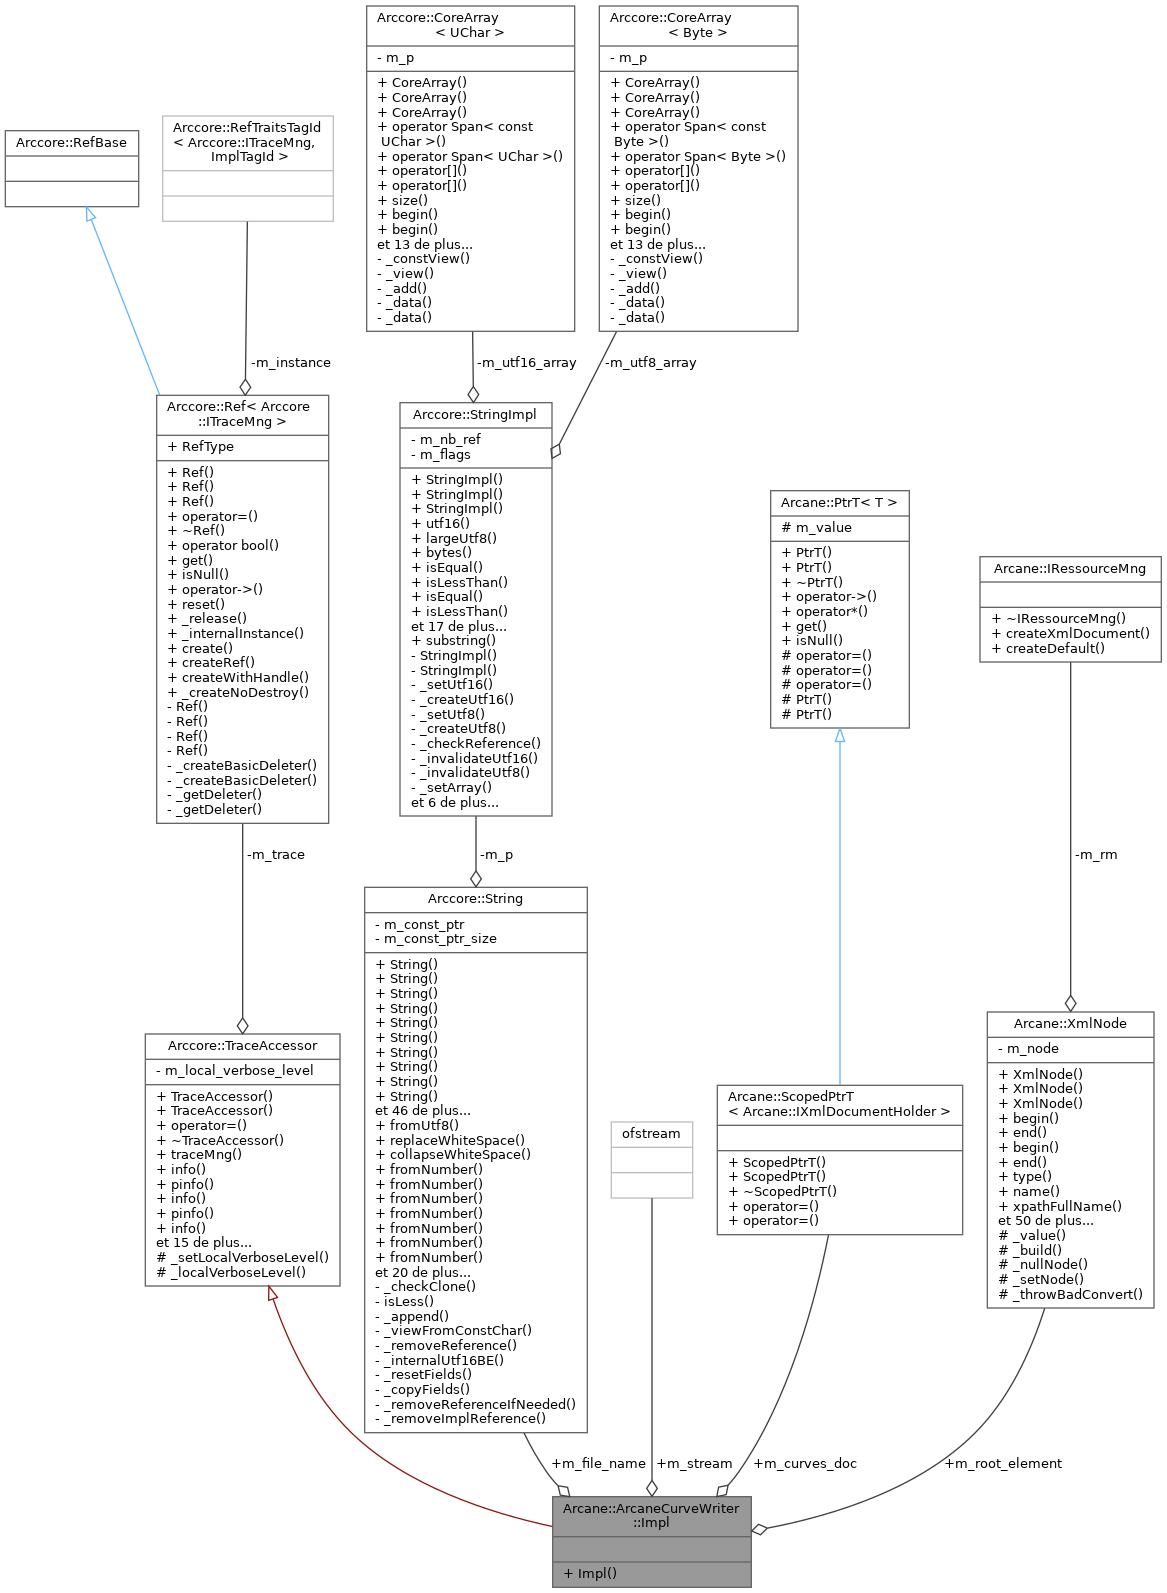 Arccore::CoreArray
< UChar >
- m_p
+ CoreArray()
+ CoreArray()
+ CoreArray()
+ operator Span< const
UChar >()
+ operator Span< UChar >()
+ operator[]()
+ operator[]()
+ size()
+ begin()
+ begin()
et 13 de plus...
- _constView()
- _view()
- _add()
- _data()
- _data()
Arccore::CoreArray
< Byte >
- m_p
+ CoreArray()
+ CoreArray()
+ CoreArray()
+ operator Span< const
Byte >()
+ operator Span< Byte >()
+ operator[]()
+ operator[]()
+ size()
+ begin()
+ begin()
et 13 de plus...
- _constView()
- _view()
- _add()
- _data()
- _data()
Arccore::RefBase
Arccore::RefTraitsTagId
< Arccore::ITraceMng,
ImplTagId >
-m_instance
-m_utf16_array
-m_utf8_array
Arccore::Ref< Arccore
::ITraceMng >
+ RefType
+ Ref()
+ Ref()
+ Ref()
+ operator=()
+ ~Ref()
+ operator bool()
+ get()
+ isNull()
+ operator->()
+ reset()
+ _release()
+ _internalInstance()
+ create()
+ createRef()
+ createWithHandle()
+ _createNoDestroy()
- Ref()
- Ref()
- Ref()
- Ref()
- _createBasicDeleter()
- _createBasicDeleter()
- _getDeleter()
- _getDeleter()
Arccore::StringImpl
- m_nb_ref
- m_flags
+ StringImpl()
+ StringImpl()
+ StringImpl()
+ utf16()
+ largeUtf8()
+ bytes()
+ isEqual()
+ isLessThan()
+ isEqual()
+ isLessThan()
et 17 de plus...
+ substring()
- StringImpl()
- StringImpl()
- _setUtf16()
- _createUtf16()
- _setUtf8()
- _createUtf8()
- _checkReference()
- _invalidateUtf16()
- _invalidateUtf8()
- _setArray()
et 6 de plus...
Arcane::PtrT< T >
# m_value
+ PtrT()
+ PtrT()
+ ~PtrT()
+ operator->()
+ operator*()
+ get()
+ isNull()
# operator=()
# operator=()
# operator=()
# PtrT()
# PtrT()
Arcane::IRessourceMng
+ ~IRessourceMng()
+ createXmlDocument()
+ createDefault()
-m_trace
-m_p
-m_rm
Arccore::String
- m_const_ptr
- m_const_ptr_size
+ String()
+ String()
+ String()
+ String()
+ String()
+ String()
+ String()
+ String()
+ String()
+ String()
et 46 de plus...
+ fromUtf8()
+ replaceWhiteSpace()
+ collapseWhiteSpace()
+ fromNumber()
+ fromNumber()
+ fromNumber()
+ fromNumber()
+ fromNumber()
+ fromNumber()
+ fromNumber()
et 20 de plus...
- _checkClone()
- isLess()
- _append()
- _viewFromConstChar()
- _removeReference()
- _internalUtf16BE()
- _resetFields()
- _copyFields()
- _removeReferenceIfNeeded()
- _removeImplReference()
Arccore::TraceAccessor
- m_local_verbose_level
+ TraceAccessor()
+ TraceAccessor()
+ operator=()
+ ~TraceAccessor()
+ traceMng()
+ info()
+ pinfo()
+ info()
+ pinfo()
+ info()
et 15 de plus...
# _setLocalVerboseLevel()
# _localVerboseLevel()
ofstream
Arcane::ScopedPtrT
< Arcane::IXmlDocumentHolder >
+ ScopedPtrT()
+ ScopedPtrT()
+ ~ScopedPtrT()
+ operator=()
+ operator=()
Arcane::XmlNode
- m_node
+ XmlNode()
+ XmlNode()
+ XmlNode()
+ begin()
+ end()
+ begin()
+ end()
+ type()
+ name()
+ xpathFullName()
et 50 de plus...
# _value()
# _build()
# _nullNode()
# _setNode()
# _throwBadConvert()
+m_file_name
+m_stream
+m_curves_doc
+m_root_element
Arcane::ArcaneCurveWriter
::Impl
+ Impl()